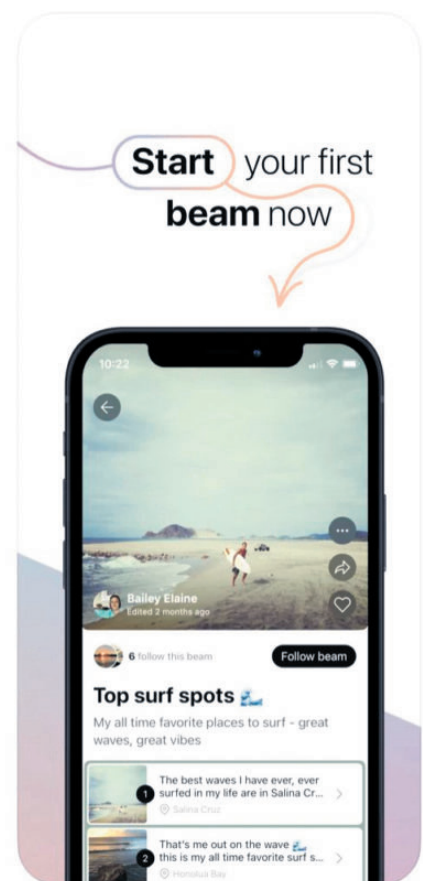 Start your first
beam now
10:22
Bailey Elaine
Edited 2 months ago
6 follow this beam
Follow beam
Top surf spots 🌊
My all time favorite places to surf - great
waves, great vibes
1
The best waves I have ever, ever
surfed in my life are in Salina Cr...
Salina Cruz
2
That's me out on the wave 🌊
this is my all time favorite surf s...
Honolua Bay